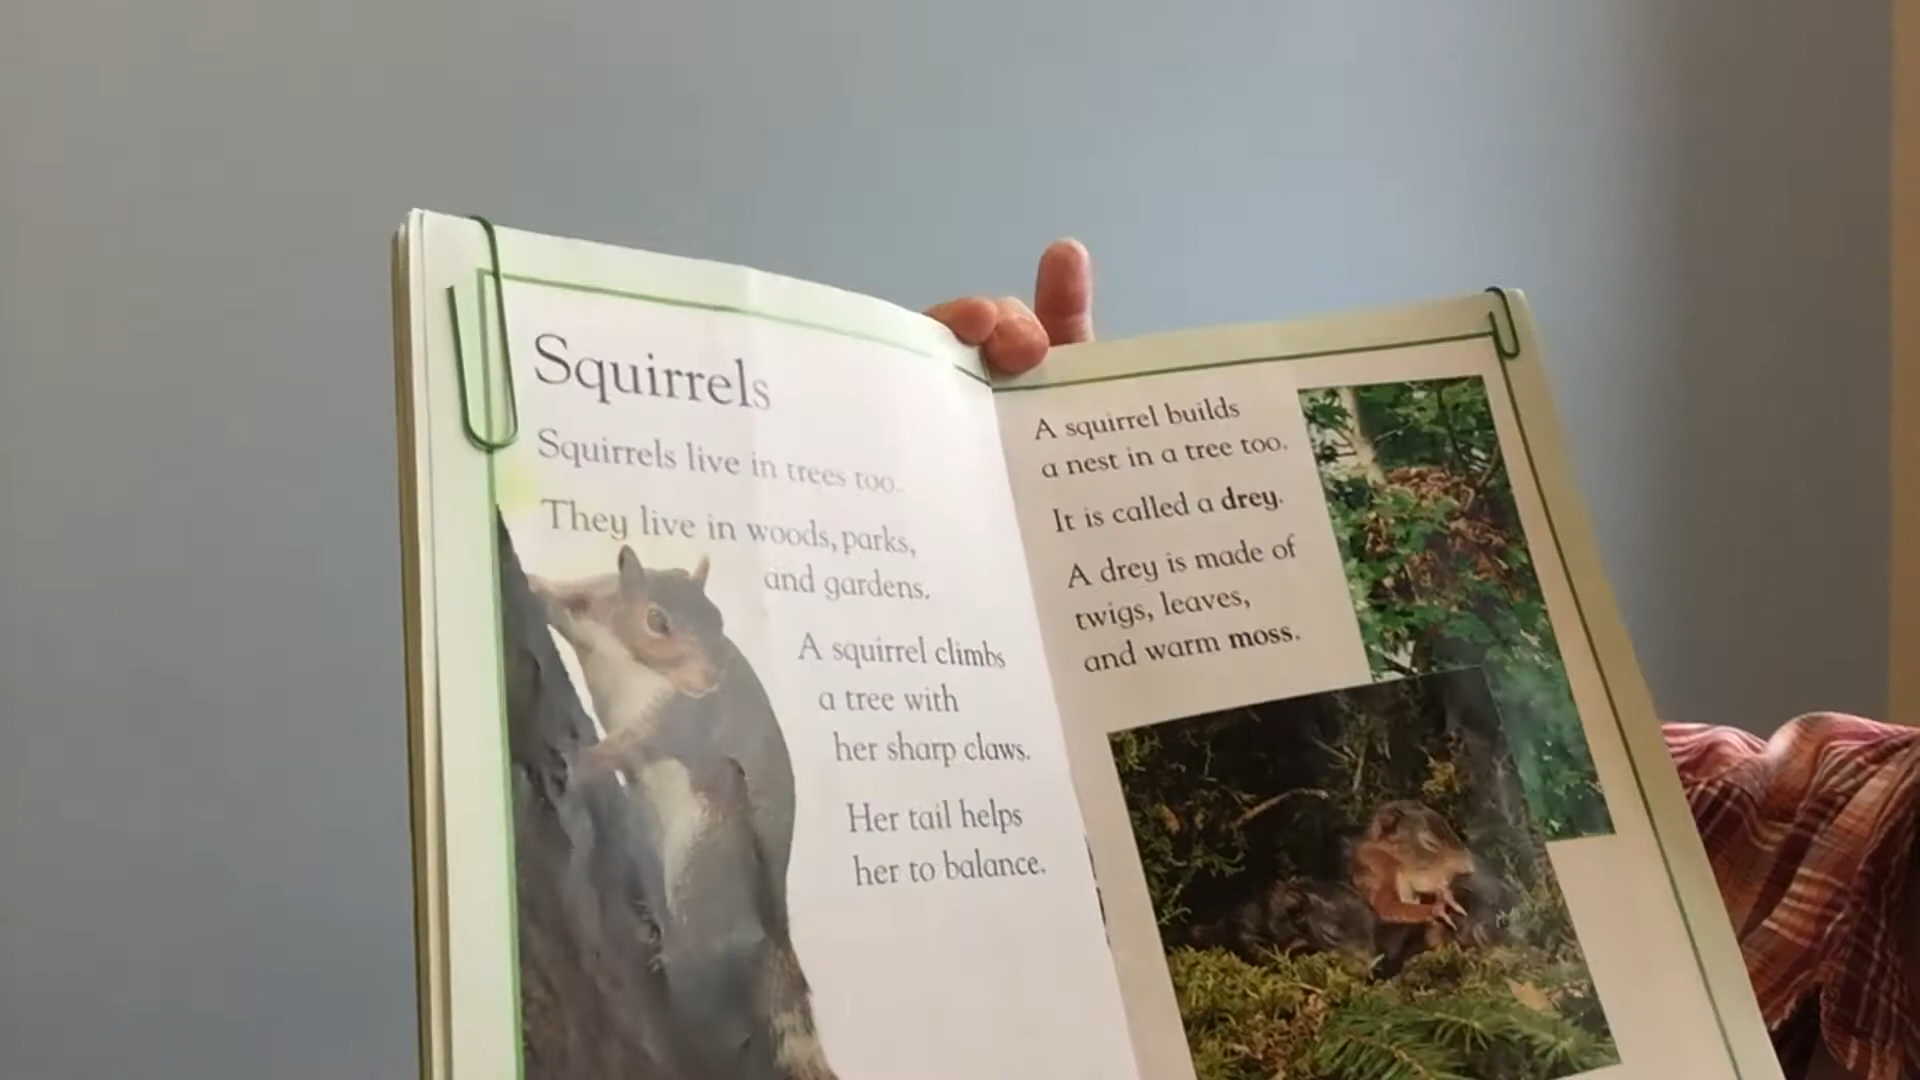 Squirrels
Squirrels live in trees too.
They live in woods, parks,
and gardens.
A squirrel climbs
a tree with
her sharp claws.
Her tail helps
her to balance.
A squirrel builds
a nest in a tree too.
It is called a drey.
A drey is made of
twigs, leaves,
and warm moss.